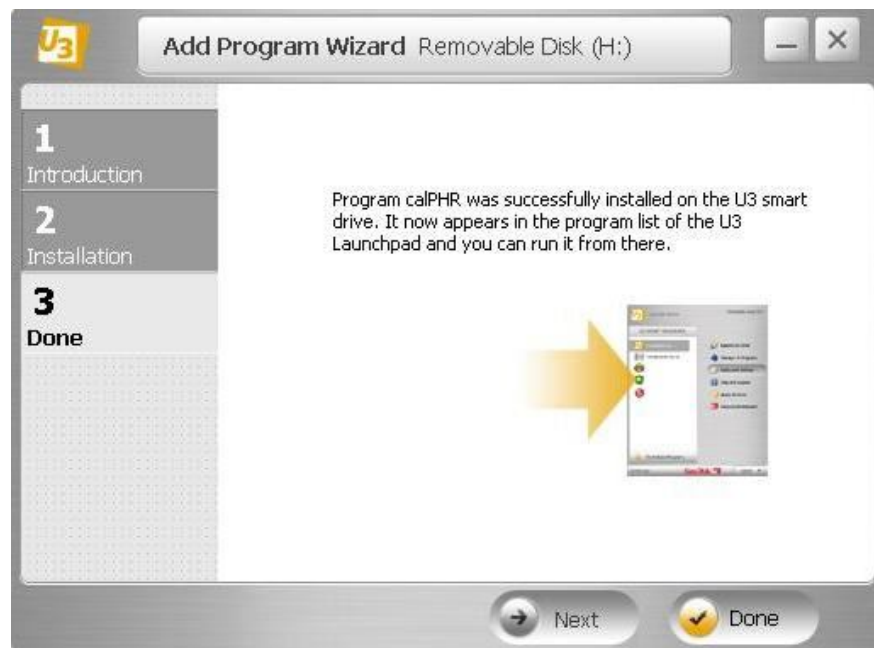 U3
Add Program Wizard Removable Disk (H:)
1
Introduction
2
Installation
3
Done
Program calPHR was successfully installed on the U3 smart
drive. It now appears in the program list of the U3
Launchpad and you can run it from there.
Next
Done